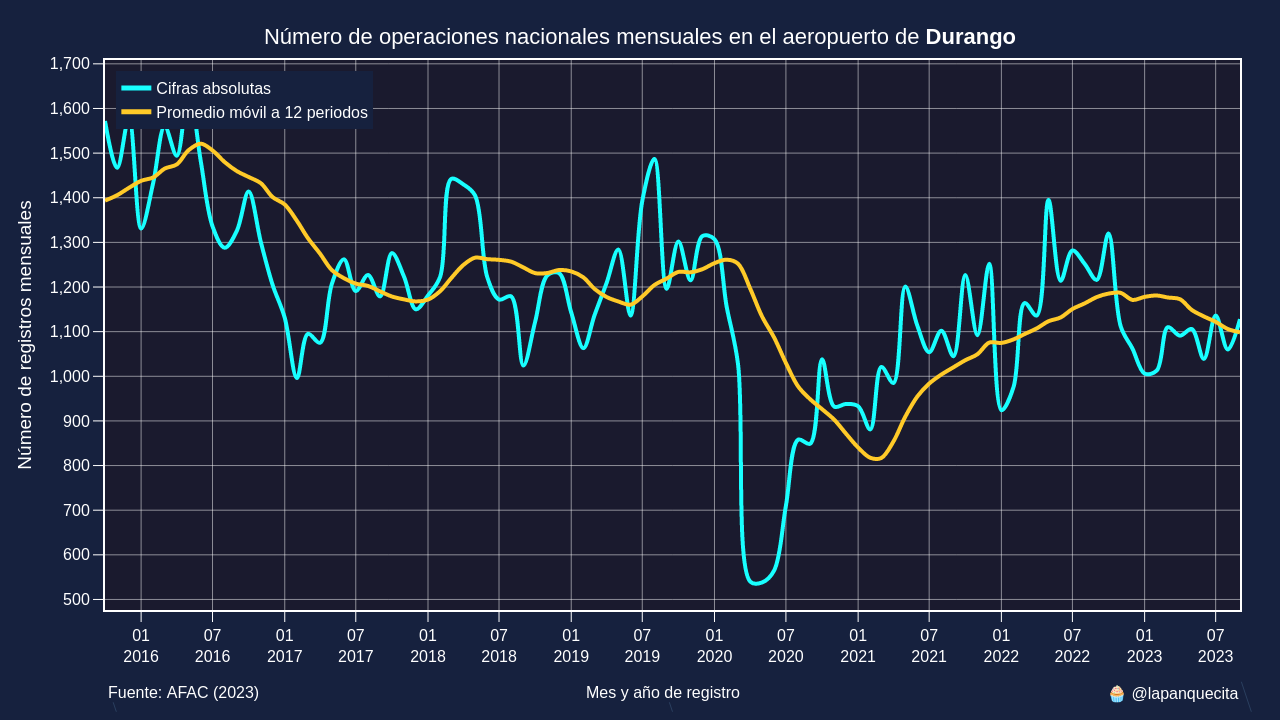 Número de operaciones nacionales mensuales en el aeropuerto de Durango
Cifras absolutas
Promedio móvil a 12 periodos
Número de registros mensuales
1,700
1,600
1,500
1,400
1,300
1,200
1,100
1,000
900
800
700
600
500
01 07 01 07 01 07 01 07 01 07 01 07 01 07 01 07
2016 2016 2017 2017 2018 2018 2019 2019 2020 2020 2021 2021 2022 2022 2023 2023
Fuente: AFAC (2023) Mes y año de registro 🧁 @lapanquecita